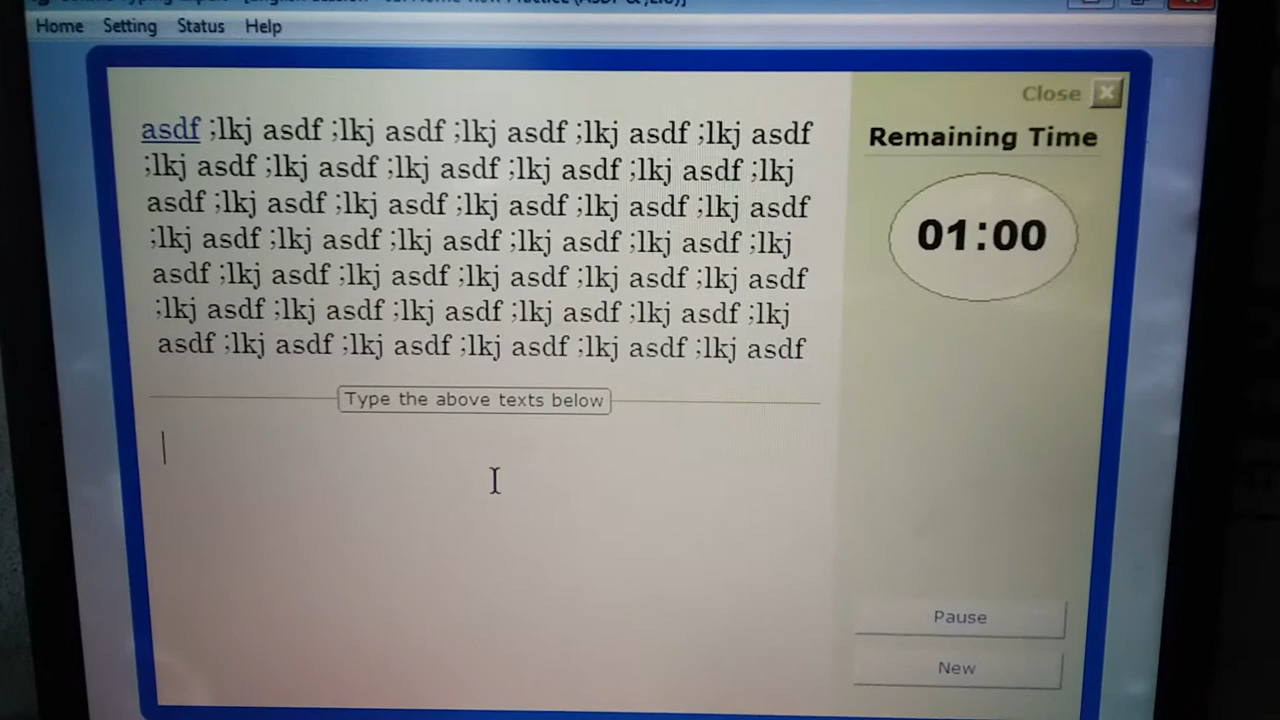 Home Setting Status Help
Close
asdf ;lkj asdf ;lkj asdf ;lkj asdf ;lkj asdf ;lkj asdf
;lkj asdf ;lkj asdf ;lkj asdf ;lkj asdf ;lkj asdf ;lkj
asdf ;lkj asdf ;lkj asdf ;lkj asdf ;lkj asdf ;lkj asdf
;lkj asdf ;lkj asdf ;lkj asdf ;lkj asdf ;lkj asdf ;lkj
asdf ;lkj asdf ;lkj asdf ;lkj asdf ;lkj asdf ;lkj asdf
;lkj asdf ;lkj asdf ;lkj asdf ;lkj asdf ;lkj asdf ;lkj
asdf ;lkj asdf ;lkj asdf ;lkj asdf ;lkj asdf ;lkj asdf
Type the above texts below
Remaining Time
01:00
Pause
New